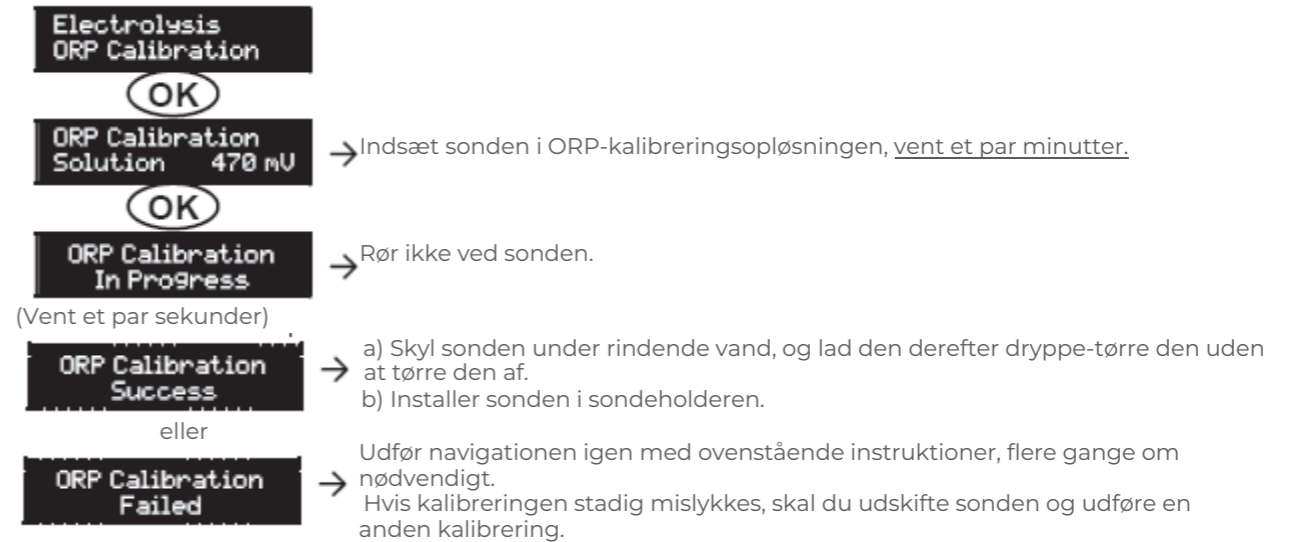 Electrolysis
ORP Calibration
OK
ORP Calibration
Solution 470 mV
Indsæt sonden i ORP-kalibreringsopløsningen, vent et par minutter.
OK
ORP Calibration
In Progress
Rør ikke ved sonden.
(Vent et par sekunder)
ORP Calibration
Success
a) Skyl sonden under rindende vand, og lad den derefter dryppe-tørre den uden
at tørre den af.
b) Installer sonden i sondeholderen.
eller
ORP Calibration
Failed
Udfør navigationen igen med ovenstående instruktioner, flere gange om
nødvendigt.
Hvis kalibreringen stadig mislykkes, skal du udskifte sonden og udføre en
anden kalibrering.